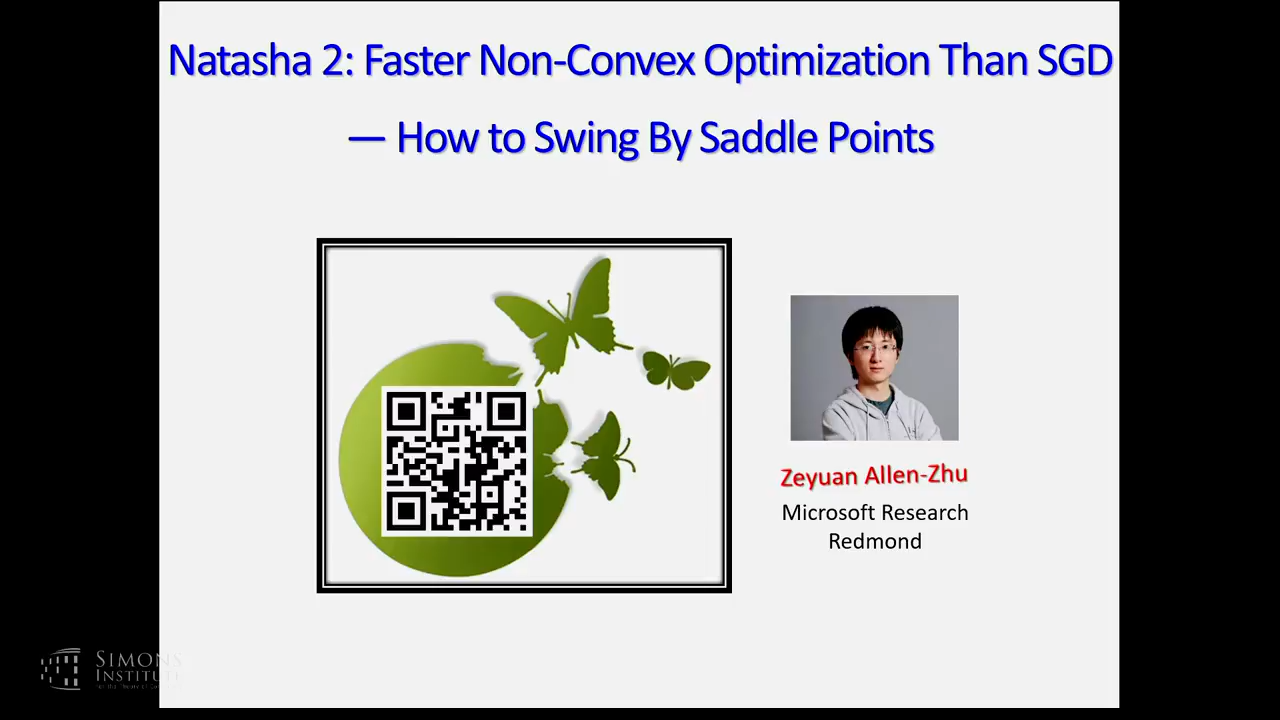 Natasha 2: Faster Non-Convex Optimization Than SGD
— How to Swing By Saddle Points
Zeyuan Allen-Zhu
Microsoft Research
Redmond
SIMONS
INSTITUTE